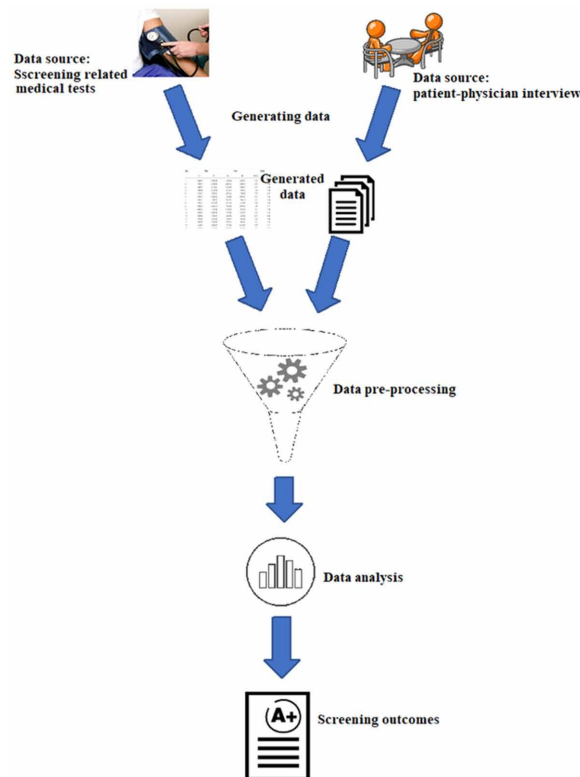 Data source:
Sscreening related
medical tests
Data source:
patient-physician interview
Generating data
Generated
data
Data pre-processing
Data analysis
A+
Screening outcomes